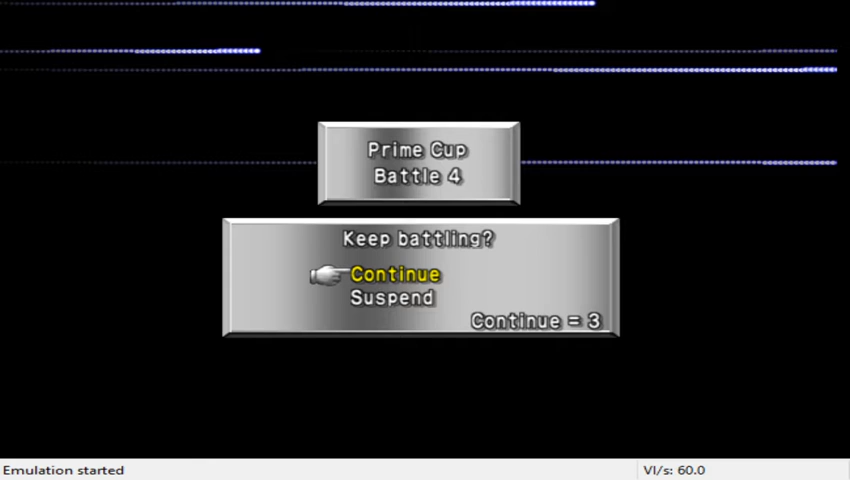 Prime Cup
Battle 4
Keep battling?
Continue
Suspend
Continue = 3
Emulation started
VI/s: 60.0